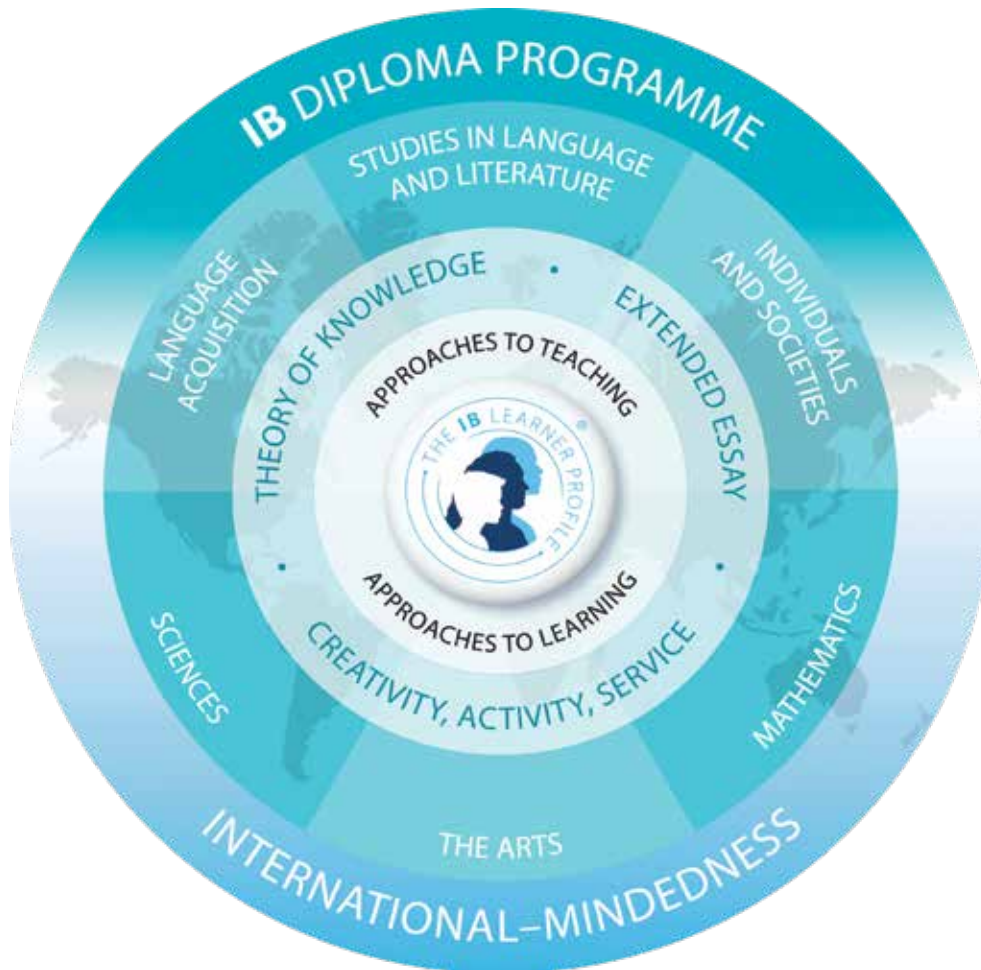 IB DIPLOMA PROGRAMME
STUDIES IN LANGUAGE
AND LITERATURE
LANGUAGE
ACQUISITION
INDIVIDUALS
AND SOCIETIES
THEORY OF KNOWLEDGE
EXTENDED ESSAY
APPROACHES TO TEACHING
THE IB LEARNER PROFILE
®
APPROACHES TO LEARNING
CREATIVITY, ACTIVITY, SERVICE
SCIENCES
MATHEMATICS
THE ARTS
INTERNATIONAL–MINDEDNESS